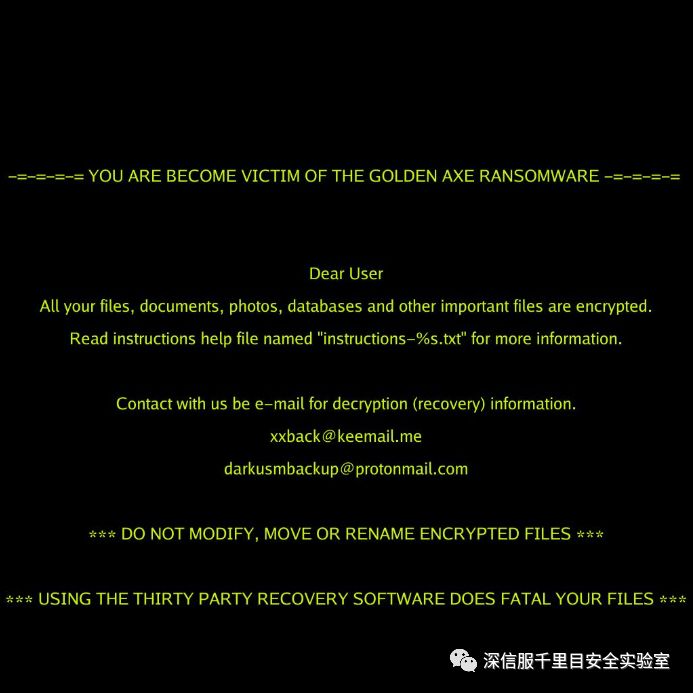 -=-=-=-= YOU ARE BECOME VICTIM OF THE GOLDEN AXE RANSOMWARE -=-=-=-=
Dear User
All your files, documents, photos, databases and other important files are encrypted.
Read instructions help file named "instructions-%s.txt" for more information.
Contact with us be e-mail for decryption (recovery) information.
xxback@keemail.me
darkusmbackup@protonmail.com
*** DO NOT MODIFY, MOVE OR RENAME ENCRYPTED FILES ***
*** USING THE THIRTY PARTY RECOVERY SOFTWARE DOES FATAL YOUR FILES ***
深信服千里目安全实验室